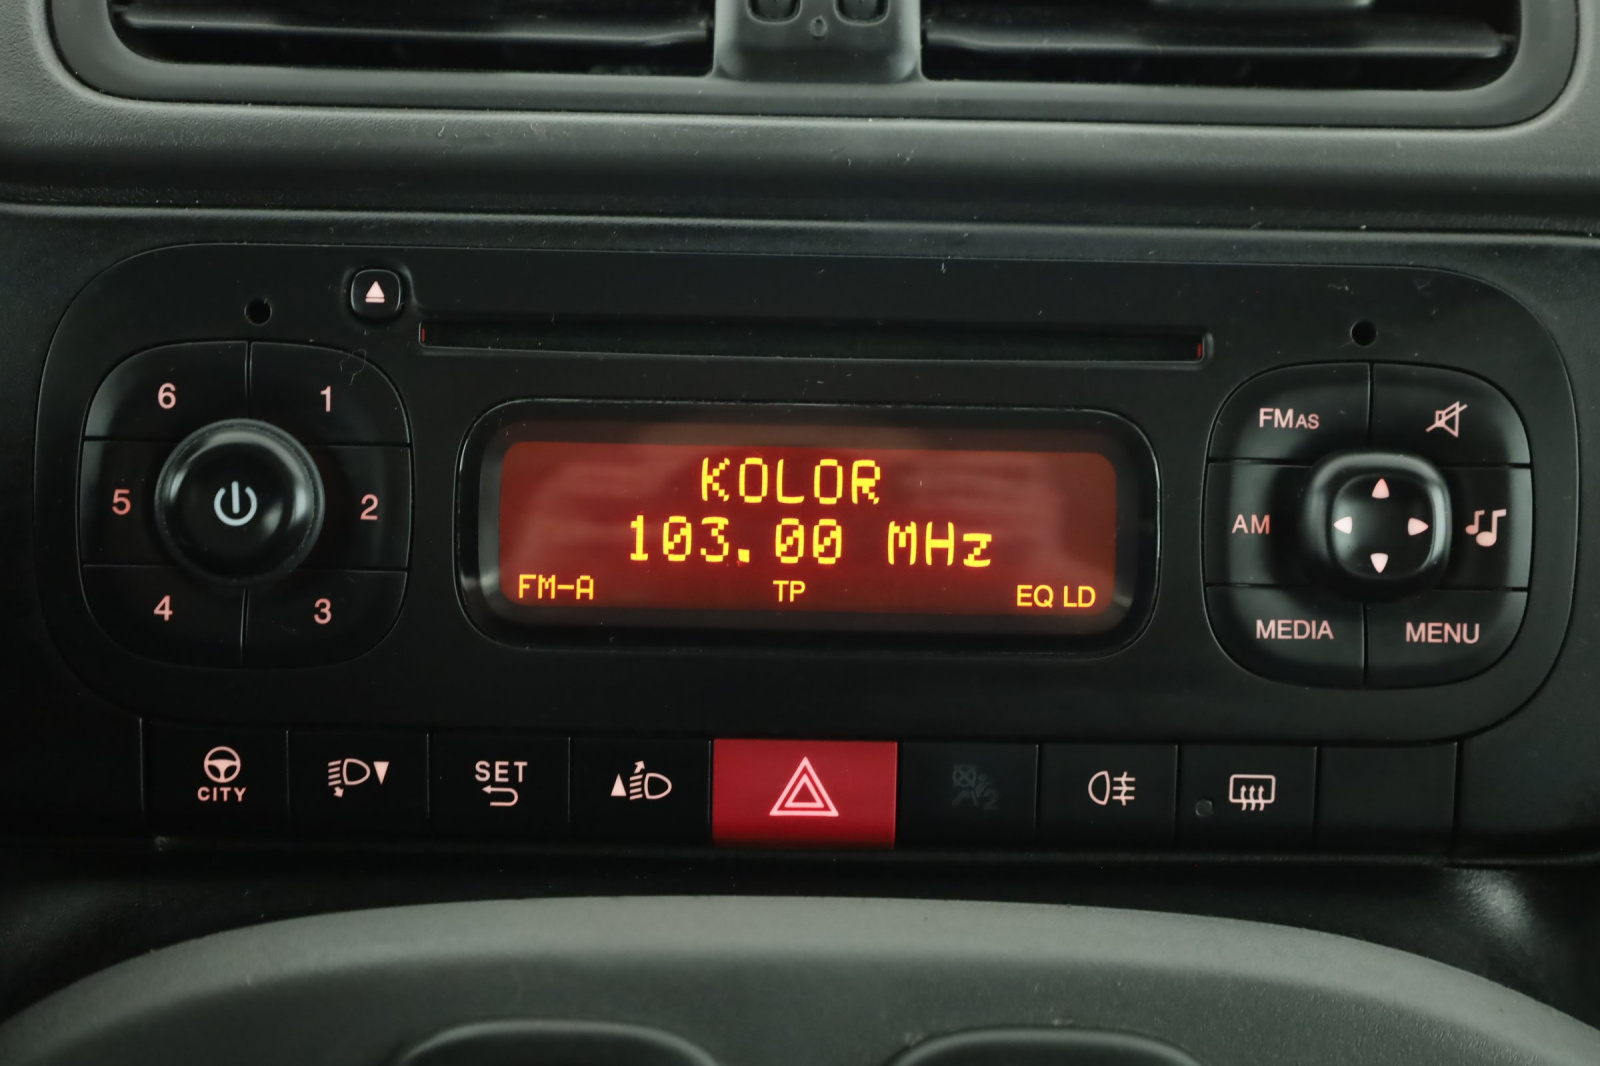 6 1
5 2
4 3
KOLOR
103.00 MHz
FM-A TP EQ LD
FMAS
AM
MEDIA MENU
CITY
SET
2